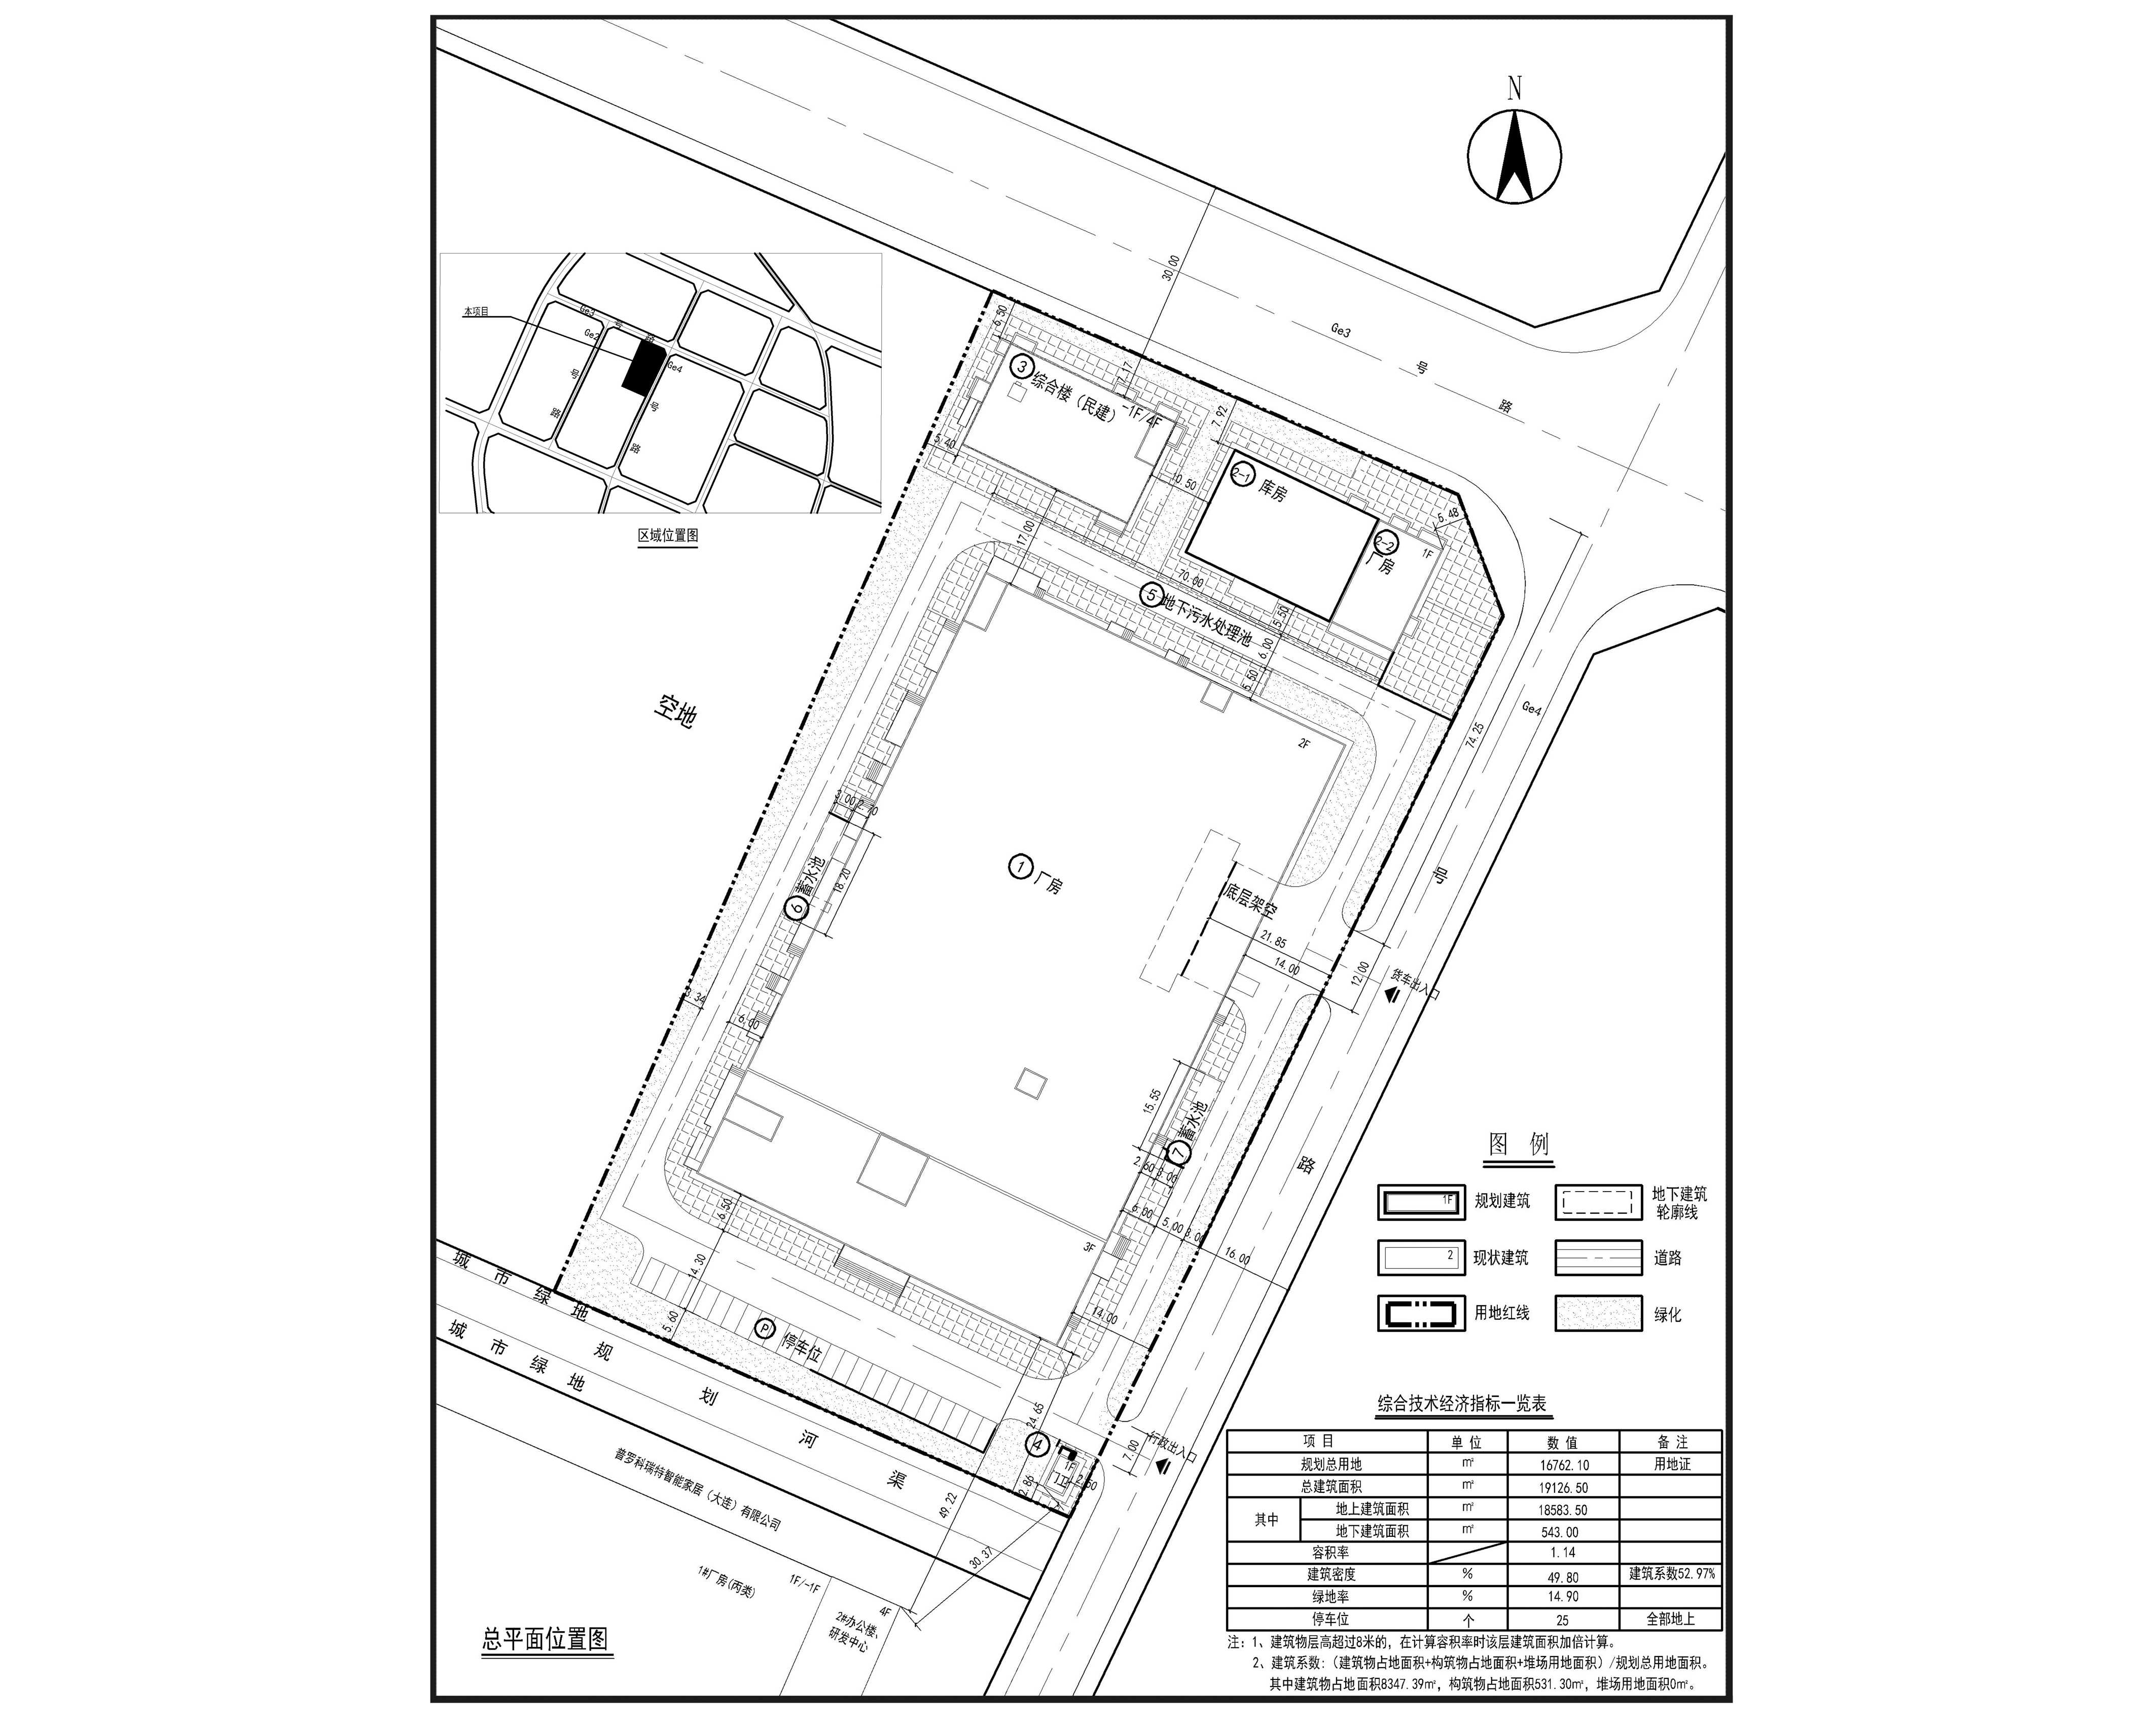 N
30.00
Ge3 号 路
本项目
Ge3 号 路
Ge2 号 路
Ge4 号 路
区域位置图
6.50
③ 综合楼（民建） -1F/4F
7.17
7.92
5.40
10.50
2-1 库房
5.48
2-2 厂房
1F
17.00
70.00
⑤ 地下污水处理池
5.50
6.00
5.50
空地
2F
Ge4 号 路
74.25
3.00
2.70
⑥ 蓄水池
18.20
① 厂房
底层架空
21.85
14.00
12.00
货车出入口
3.34
6.00
15.55
⑦ 蓄水池
2.60
3.00
6.00
5.00
3.00
16.00
3F
6.50
14.30
5.60
14.00
P 停车位
24.65
④
1F
门卫
2.50
2.86
7.00
行政出入口
49.22
30.37
城市绿地
规划河渠
城市绿地
普罗科瑞特智能家居（大连）有限公司
1#厂房(丙类)
1F/-1F
4F
2#办公楼、
研发中心
总平面位置图
图 例
1F 规划建筑
地下建筑
轮廓线
2 现状建筑
道路
用地红线
绿化
综合技术经济指标一览表
项 目 单 位 数 值 备 注
规划总用地 ㎡ 16762.10 用地证
总建筑面积 ㎡ 19126.50
其中 地上建筑面积 ㎡ 18583.50
地下建筑面积 ㎡ 543.00
容积率 1.14
建筑密度 % 49.80 建筑系数52.97%
绿地率 % 14.90
停车位 个 25 全部地上
注：1、建筑物层高超过8米的，在计算容积率时该层建筑面积加倍计算。
2、建筑系数:（建筑物占地面积+构筑物占地面积+堆场用地面积）/规划总用地面积。
其中建筑物占地面积8347.39㎡，构筑物占地面积531.30㎡，堆场用地面积0㎡。